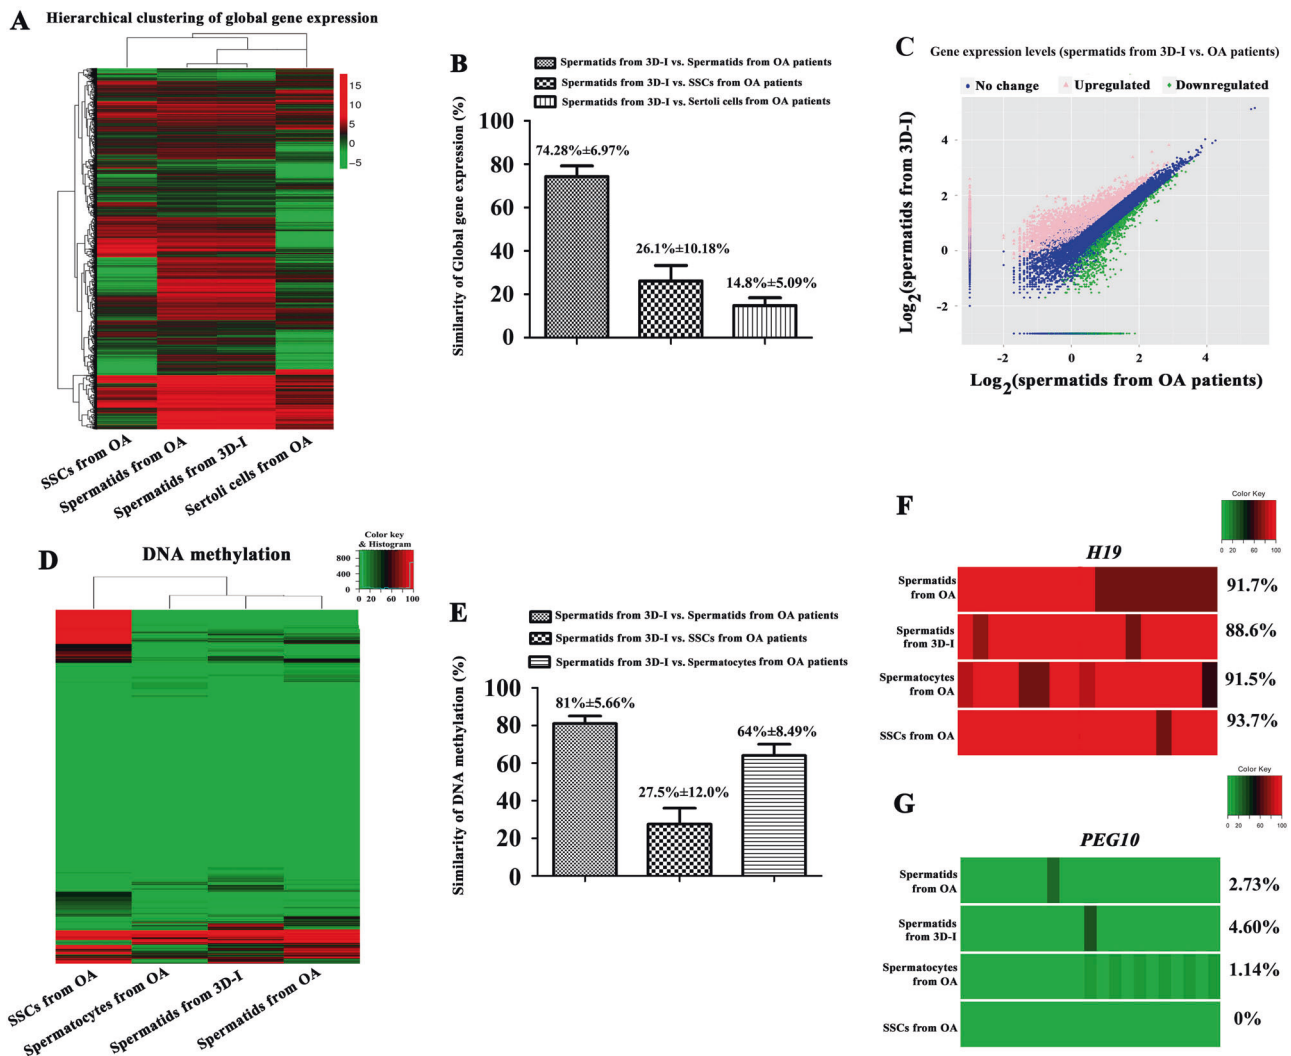 A
Hierarchical clustering of global gene expression
15
10
5
0
-5
SSCs from OA
Spermatids from OA
Spermatids from 3D-I
Sertoli cells from OA
B
Spermatids from 3D-I vs. Spermatids from OA patients
Spermatids from 3D-I vs. SSCs from OA patients
Spermatids from 3D-I vs. Sertoli cells from OA patients
Similarity of Global gene expression (%)
100
80
60
40
20
0
74.28%±6.97%
26.1%±10.18%
14.8%±5.09%
C
Gene expression levels (spermatids from 3D-I vs. OA patients)
No change
Upregulated
Downregulated
Log2(spermatids from 3D-I)
4
2
0
-2
-2 0 2 4
Log2(spermatids from OA patients)
D
DNA methylation
Color key
& Histogram
800
400
0
0 20 60 100
SSCs from OA
Spermatocytes from OA
Spermatids from 3D-I
Spermatids from OA
E
Spermatids from 3D-I vs. Spermatids from OA patients
Spermatids from 3D-I vs. SSCs from OA patients
Spermatids from 3D-I vs. Spermatocytes from OA patients
Similarity of DNA methylation (%)
100
80
60
40
20
0
81%±5.66%
27.5%±12.0%
64%±8.49%
F
Color Key
0 20 60 100
H19
Spermatids
from OA
91.7%
Spermatids
from 3D-I
88.6%
Spermatocytes
from OA
91.5%
SSCs from OA
93.7%
G
Color Key
0 20 60 100
PEG10
Spermatids
from OA
2.73%
Spermatids
from 3D-I
4.60%
Spermatocytes
from OA
1.14%
SSCs from OA
0%